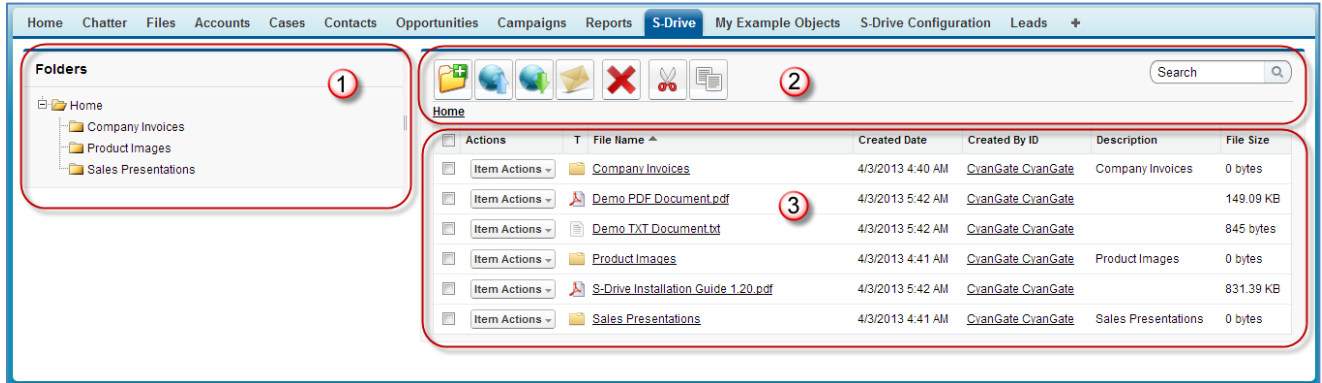 Home Chatter Files Accounts Cases Contacts Opportunities Campaigns Reports S-Drive My Example Objects S-Drive Configuration Leads +
Folders
1
Home
Company Invoices
Product Images
Sales Presentations
2
Search
Home
Actions T File Name Created Date Created By ID Description File Size
Item Actions Company Invoices 4/3/2013 4:40 AM CyanGate CyanGate Company Invoices 0 bytes
Item Actions Demo PDF Document.pdf 4/3/2013 5:42 AM CyanGate CyanGate 149.09 KB
3
Item Actions Demo TXT Document.txt 4/3/2013 5:42 AM CyanGate CyanGate 845 bytes
Item Actions Product Images 4/3/2013 4:41 AM CyanGate CyanGate Product Images 0 bytes
Item Actions S-Drive Installation Guide 1.20.pdf 4/3/2013 5:42 AM CyanGate CyanGate 831.39 KB
Item Actions Sales Presentations 4/3/2013 4:41 AM CyanGate CyanGate Sales Presentations 0 bytes